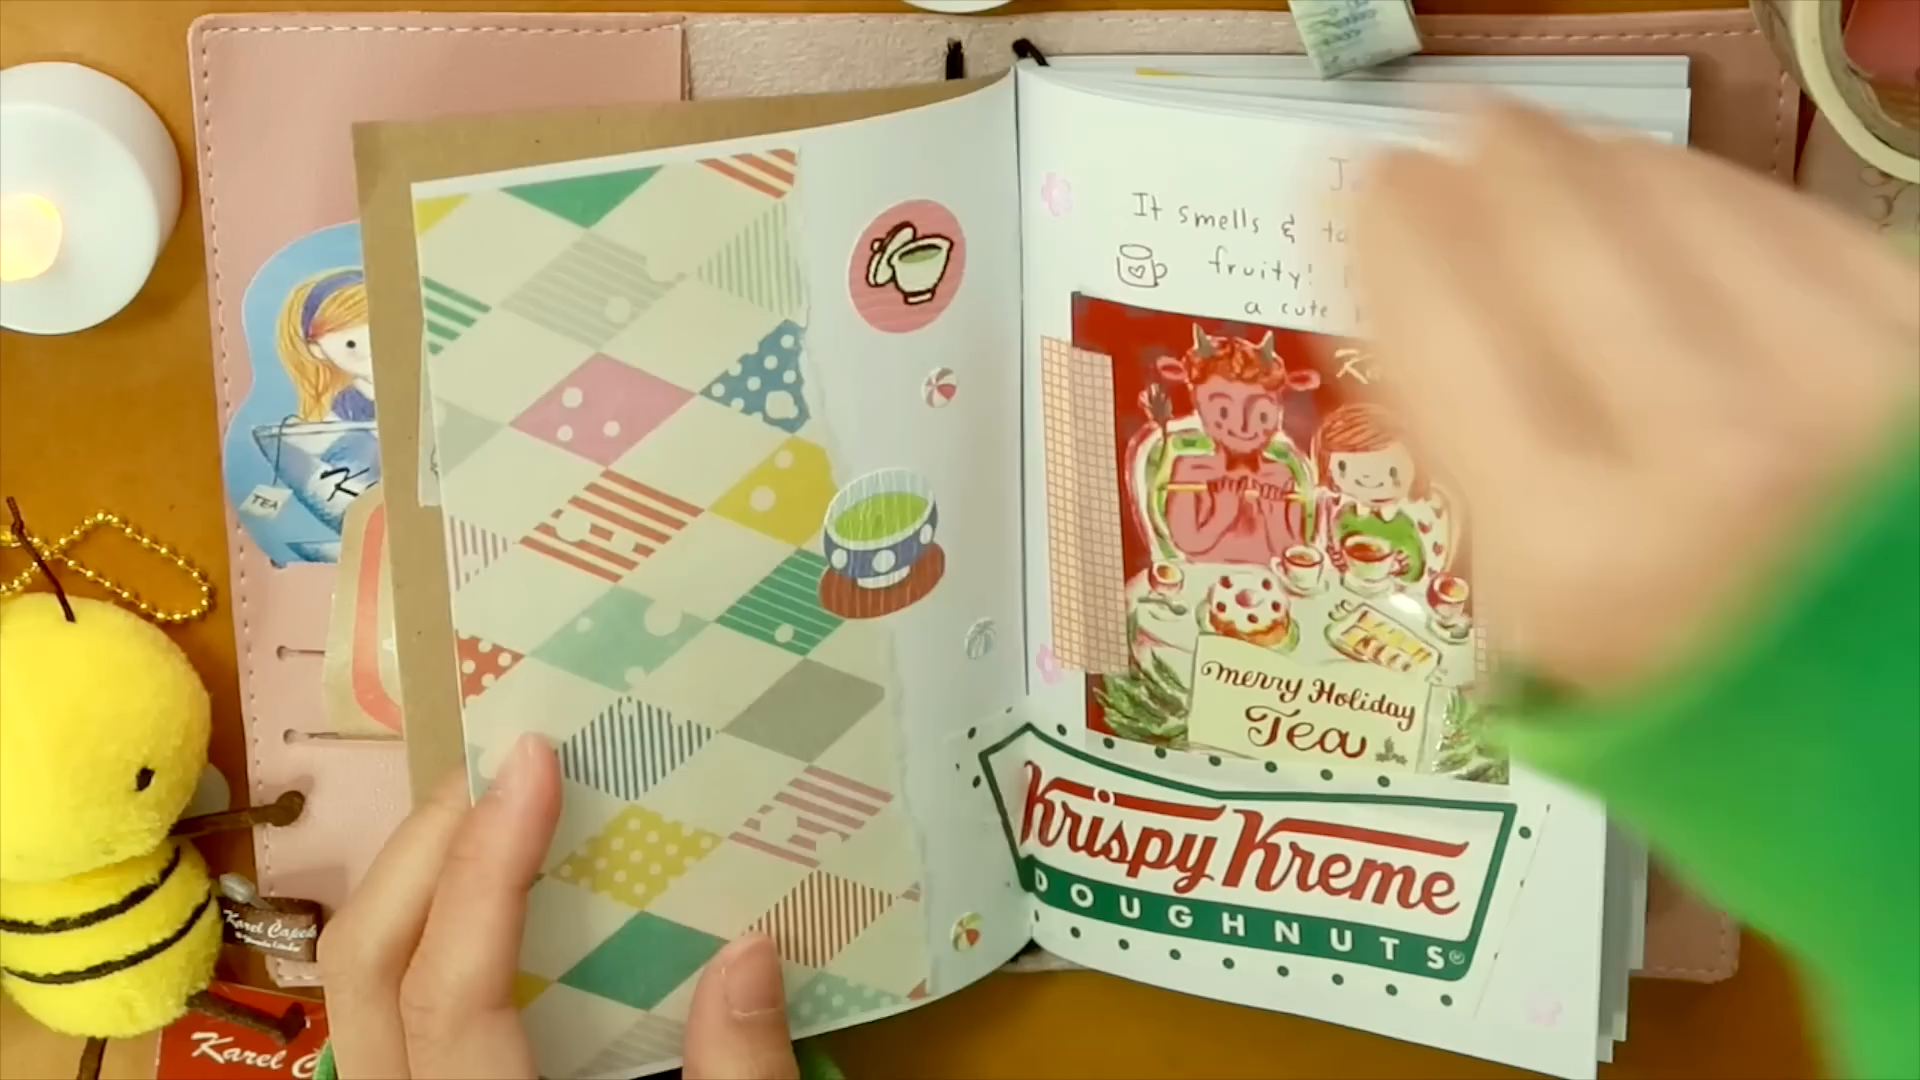 It smells &
fruity!
a cute
merry Holiday
Tea
Krispy Kreme
DOUGHNUTS®
TEA
Karel Capek
Karel